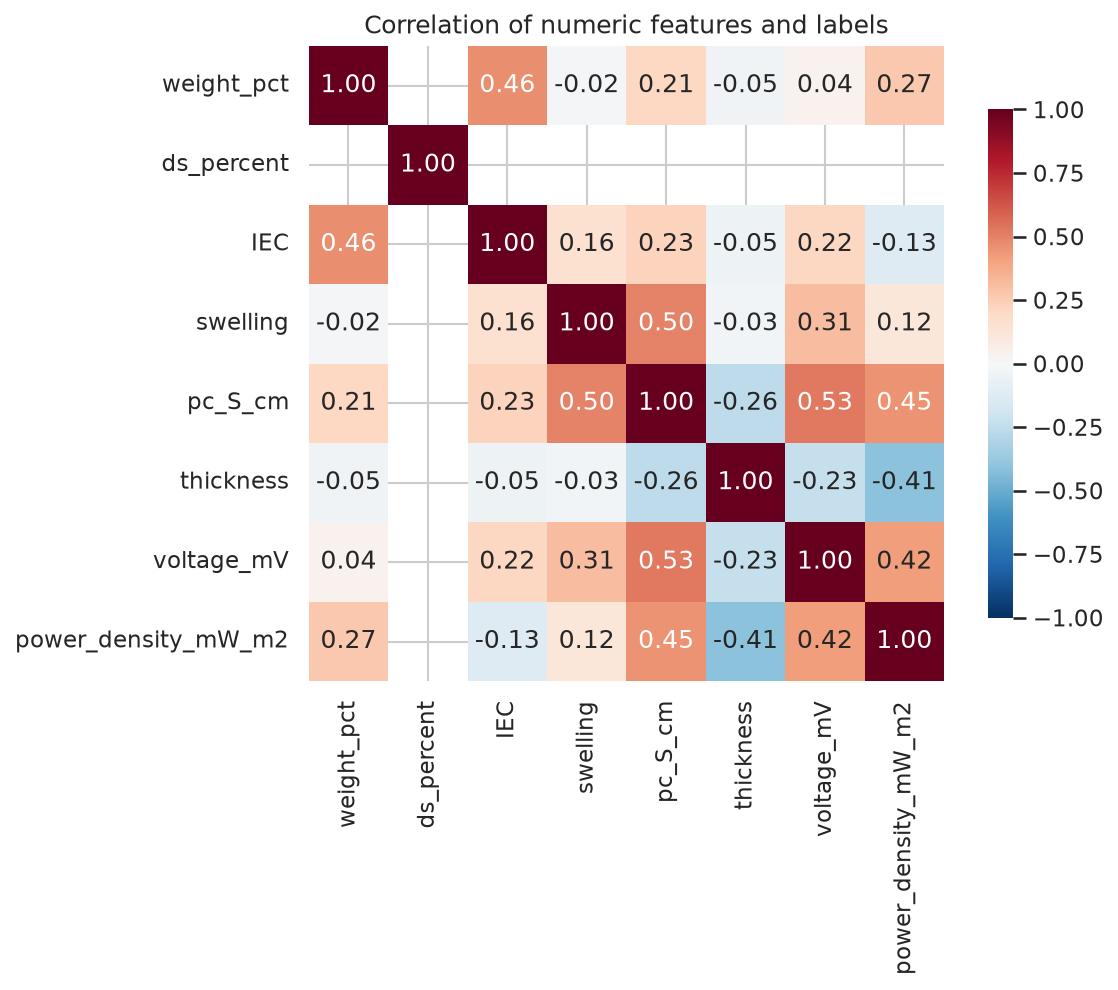 Correlation of numeric features and labels
weight_pct 1.00 0.46 -0.02 0.21 -0.05 0.04 0.27
ds_percent 1.00
IEC 0.46 1.00 0.16 0.23 -0.05 0.22 -0.13
swelling -0.02 0.16 1.00 0.50 -0.03 0.31 0.12
pc_S_cm 0.21 0.23 0.50 1.00 -0.26 0.53 0.45
thickness -0.05 -0.05 -0.03 -0.26 1.00 -0.23 -0.41
voltage_mV 0.04 0.22 0.31 0.53 -0.23 1.00 0.42
power_density_mW_m2 0.27 -0.13 0.12 0.45 -0.41 0.42 1.00
weight_pct
ds_percent
IEC
swelling
pc_S_cm
thickness
voltage_mV
power_density_mW_m2
1.00
0.75
0.50
0.25
0.00
−0.25
−0.50
−0.75
−1.00